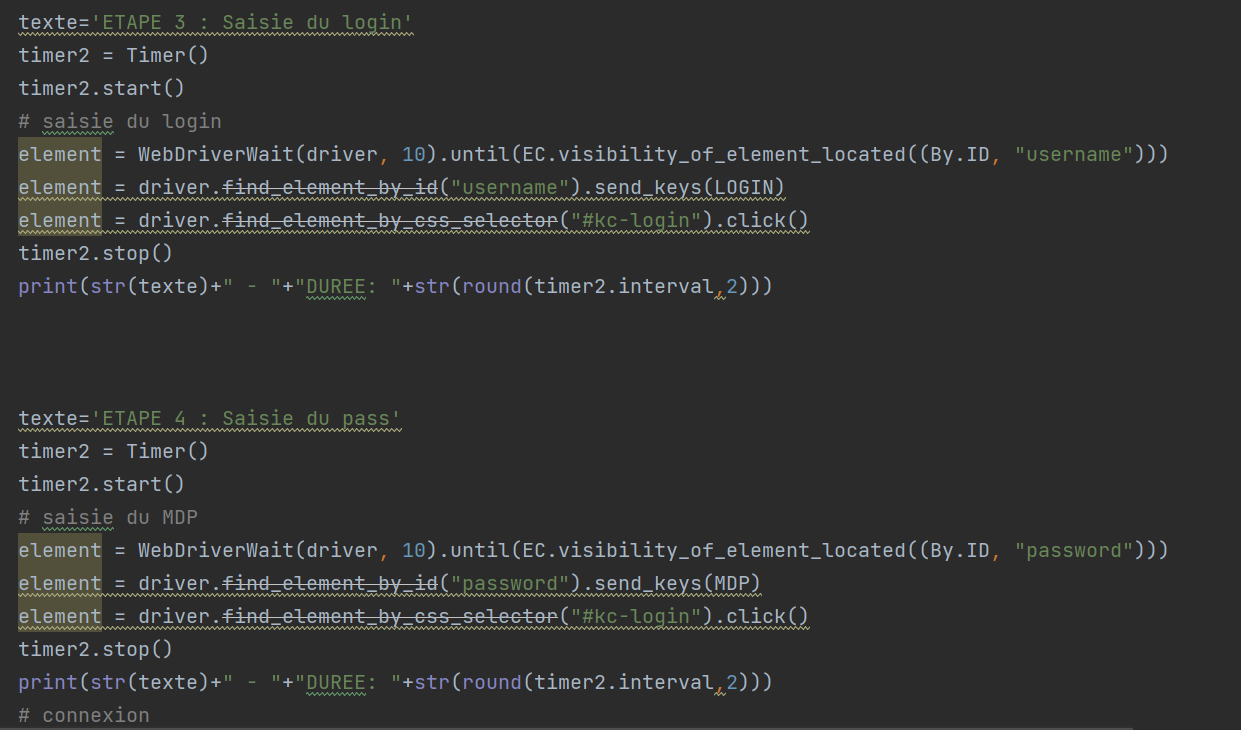 texte='ETAPE 3 : Saisie du login'
timer2 = Timer()
timer2.start()
# saisie du login
element = WebDriverWait(driver, 10).until(EC.visibility_of_element_located((By.ID, "username")))
element = driver.find_element_by_id("username").send_keys(LOGIN)
element = driver.find_element_by_css_selector("#kc-login").click()
timer2.stop()
print(str(texte)+" - "+"DUREE: "+str(round(timer2.interval,2)))
texte='ETAPE 4 : Saisie du pass'
timer2 = Timer()
timer2.start()
# saisie du MDP
element = WebDriverWait(driver, 10).until(EC.visibility_of_element_located((By.ID, "password")))
element = driver.find_element_by_id("password").send_keys(MDP)
element = driver.find_element_by_css_selector("#kc-login").click()
timer2.stop()
print(str(texte)+" - "+"DUREE: "+str(round(timer2.interval,2)))
# connexion